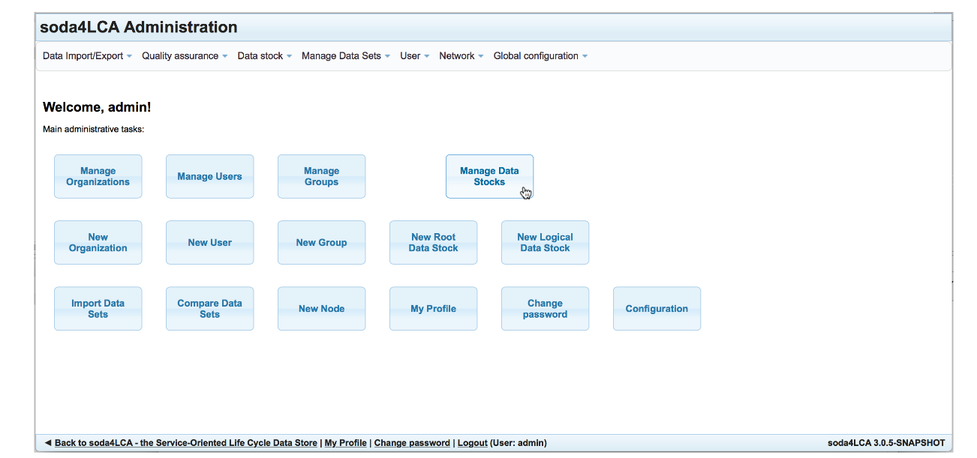 soda4LCA Administration
Data Import/Export Quality assurance Data stock Manage Data Sets User Network Global configuration
Welcome, admin!
Main administrative tasks:
Manage
Organizations
Manage Users
Manage
Groups
Manage Data
Stocks
New
Organization
New User
New Group
New Root
Data Stock
New Logical
Data Stock
Import Data
Sets
Compare Data
Sets
New Node
My Profile
Change
password
Configuration
◄ Back to soda4LCA - the Service-Oriented Life Cycle Data Store | My Profile | Change password | Logout (User: admin)
soda4LCA 3.0.5-SNAPSHOT